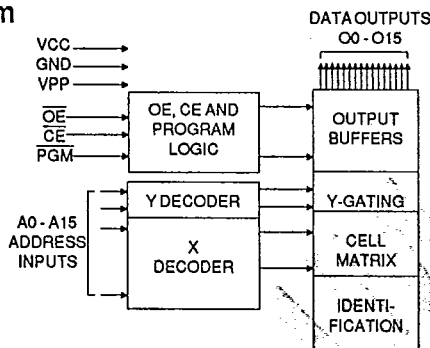 m
DATA OUTPUTS
O0 - O15
VCC
GND
VPP
OE
CE
PGM
OE, CE AND
PROGRAM
LOGIC
OUTPUT
BUFFERS
A0 - A15
ADDRESS
INPUTS
Y DECODER
X
DECODER
Y-GATING
CELL
MATRIX
IDENTI-
FICATION